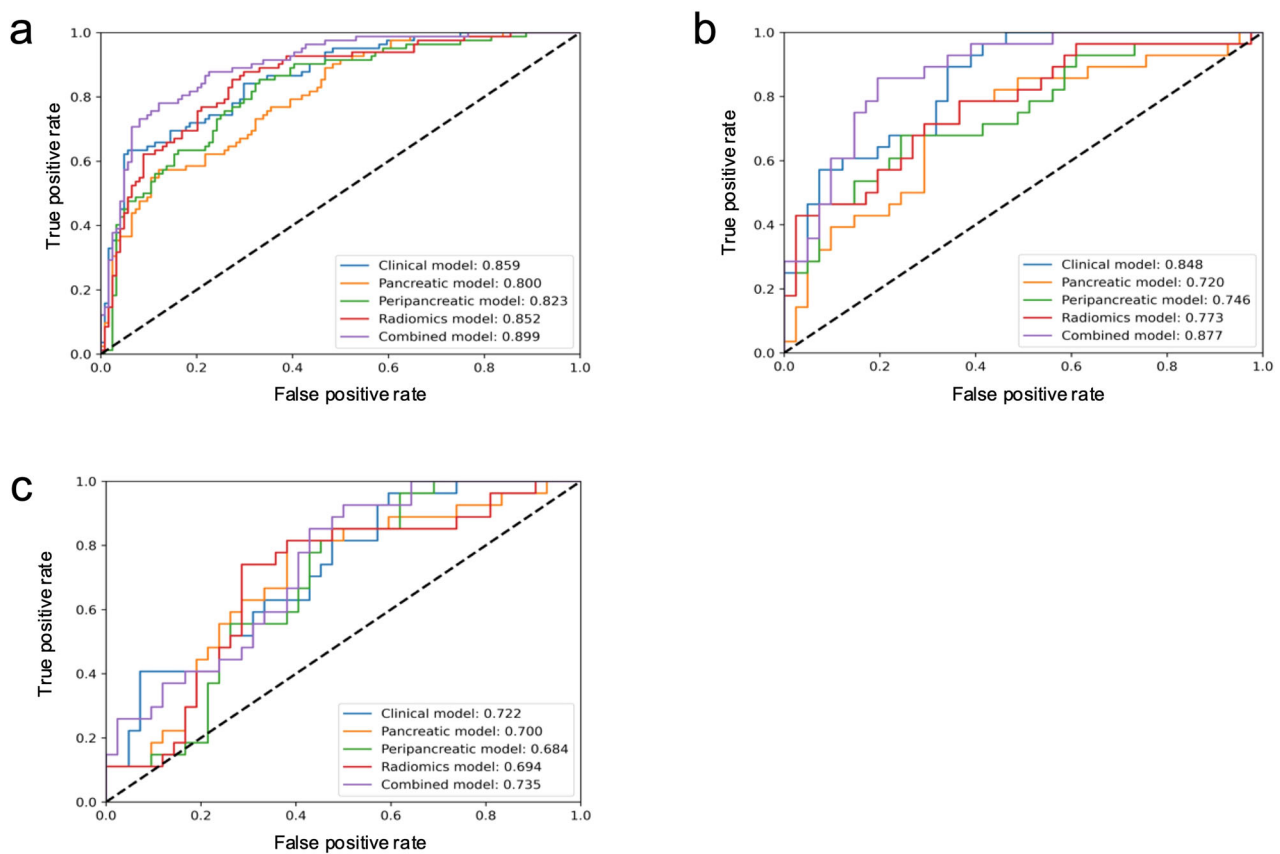 a
1.0
0.8
0.6
0.4
0.2
0.0
True positive rate
Clinical model: 0.859
Pancreatic model: 0.800
Peripancreatic model: 0.823
Radiomics model: 0.852
Combined model: 0.899
0.0 0.2 0.4 0.6 0.8 1.0
False positive rate
b
1.0
0.8
0.6
0.4
0.2
0.0
True positive rate
Clinical model: 0.848
Pancreatic model: 0.720
Peripancreatic model: 0.746
Radiomics model: 0.773
Combined model: 0.877
0.0 0.2 0.4 0.6 0.8 1.0
False positive rate
c
1.0
0.8
0.6
0.4
0.2
0.0
True positive rate
Clinical model: 0.722
Pancreatic model: 0.700
Peripancreatic model: 0.684
Radiomics model: 0.694
Combined model: 0.735
0.0 0.2 0.4 0.6 0.8 1.0
False positive rate